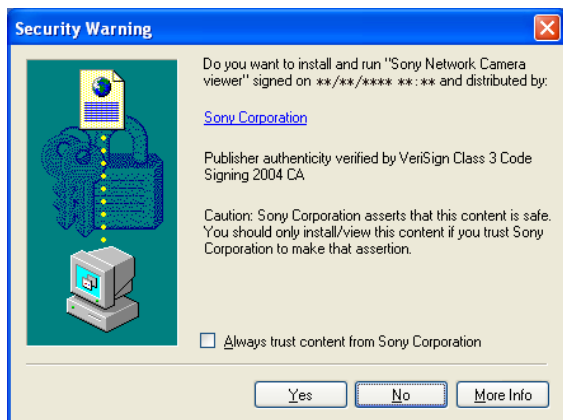 Security Warning
Do you want to install and run "Sony Network Camera
viewer" signed on **/**/**** **:** and distributed by:
Sony Corporation
Publisher authenticity verified by VeriSign Class 3 Code
Signing 2004 CA
Caution: Sony Corporation asserts that this content is safe.
You should only install/view this content if you trust Sony
Corporation to make that assertion.
Always trust content from Sony Corporation
Yes
No
More Info